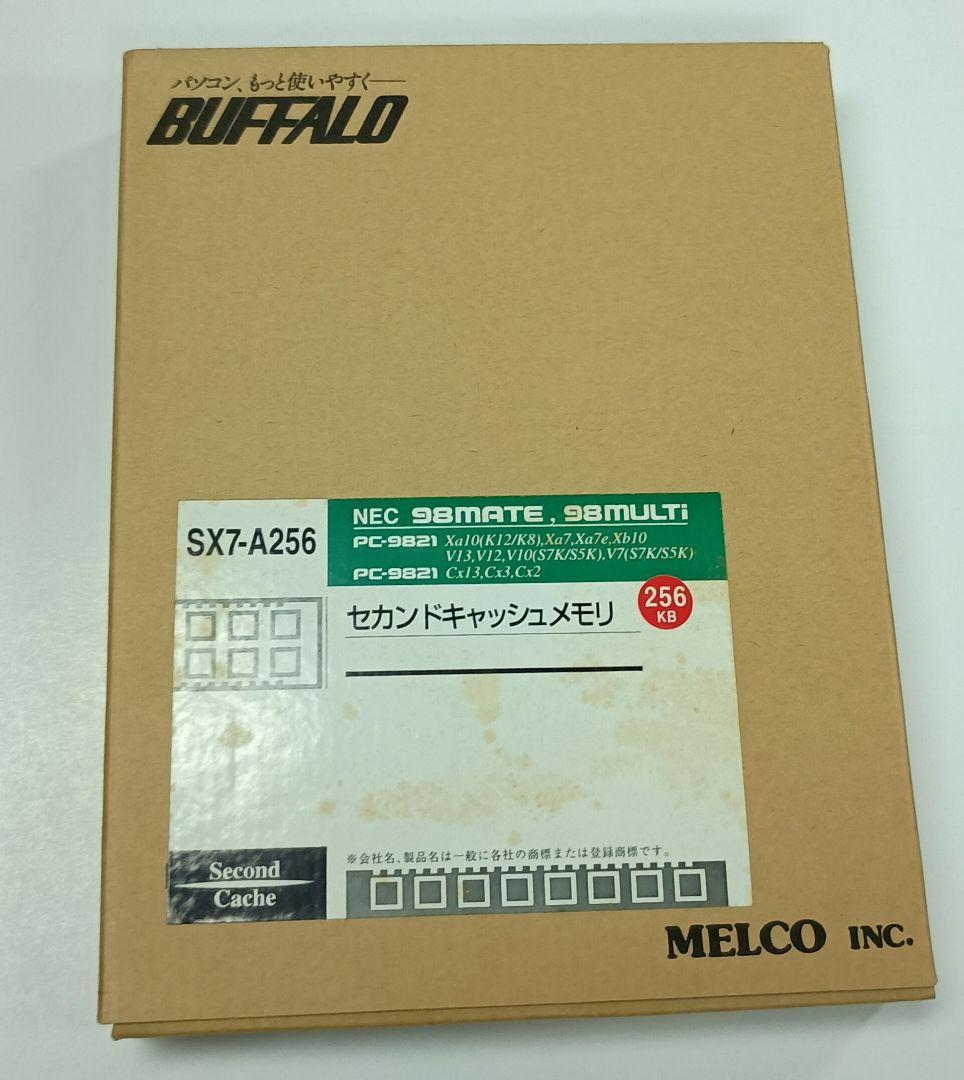 パソコン、もっと使いやすく──
BUFFALO
SX7-A256
NEC 98MATE, 98MULTi
PC-9821 Xa10(K12/K8),Xa7,Xa7e,Xb10
V13,V12,V10(S7K/S5K),V7(S7K/S5K)
PC-9821 Cx13,Cx3,Cx2
セカンドキャッシュメモリ
256
KB
※会社名、製品名は一般に各社の商標または登録商標です。
Second
Cache
MELCO INC.